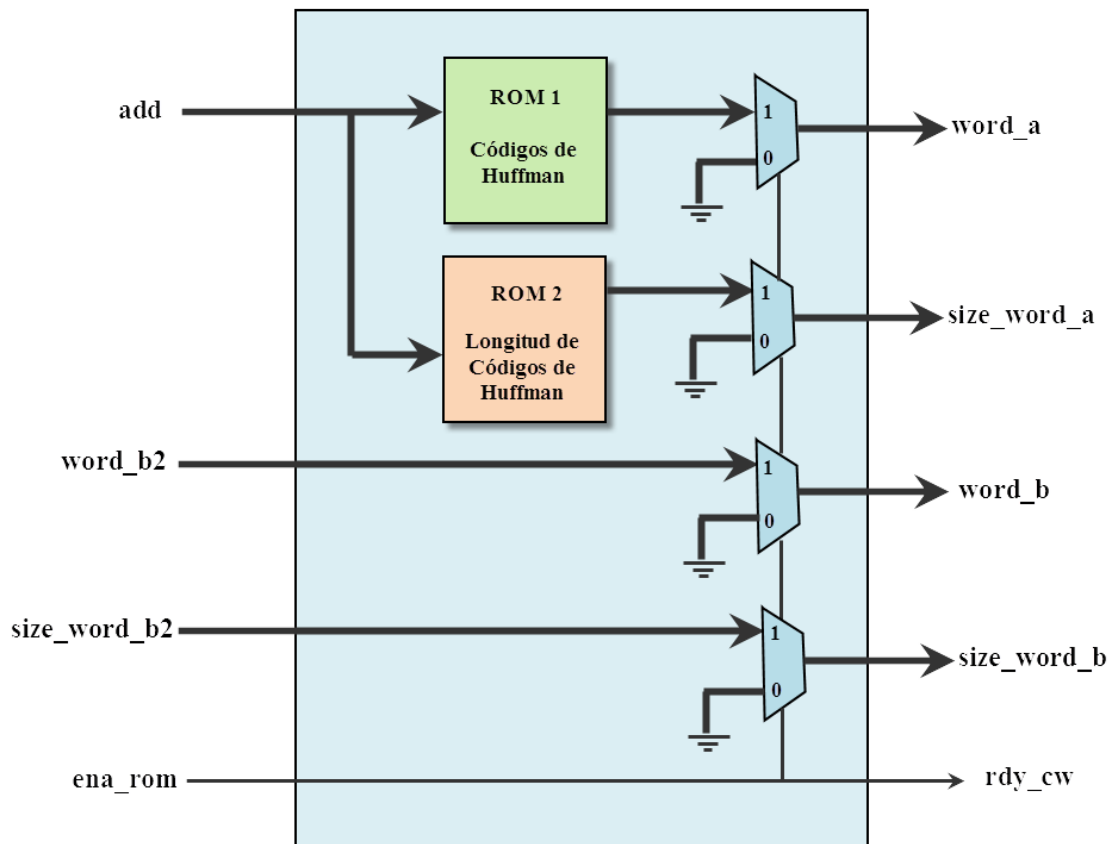 add
ROM 1
Códigos de
Huffman
1
0
word_a
ROM 2
Longitud de
Códigos de
Huffman
1
0
size_word_a
word_b2
1
0
word_b
size_word_b2
1
0
size_word_b
ena_rom
rdy_cw